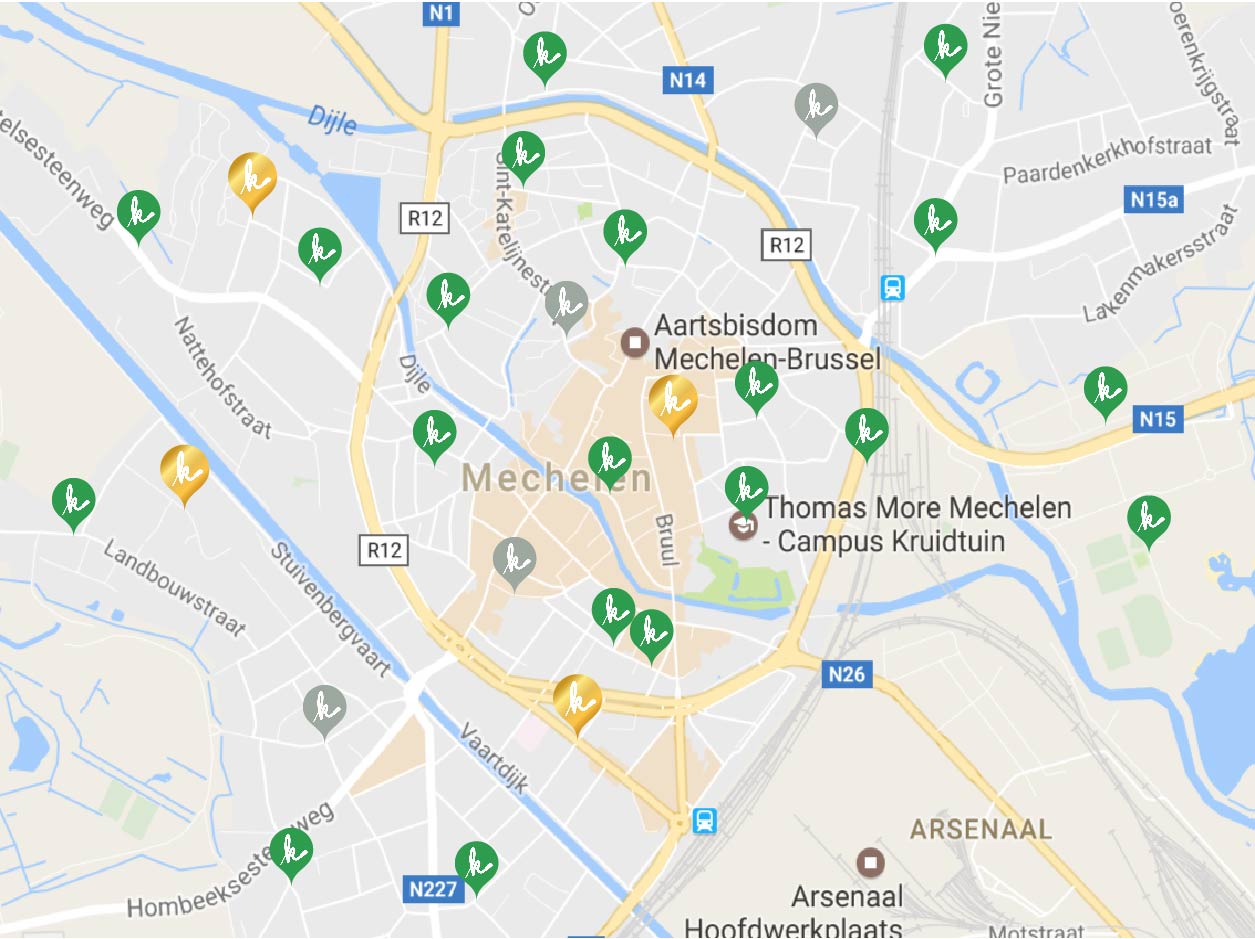 N1
N14
Grote Nie
oerenkrijgstraat
Dijle
telsesteenweg
Paardenkerkhofstraat
N15a
R12
R12
Sint-Katelijnestr
Lakenmakersstraat
Aartsbisdom
Mechelen-Brussel
Nattehofstraat
Dijle
N15
Mechelen
Thomas More Mechelen
- Campus Kruidtuin
Bruul
R12
Landbouwstraat
Stuivenbergvaart
N26
Vaartdijk
ARSENAAL
Hombeeksesteenweg
N227
Arsenaal
Hoofdwerkplaats
Motstraat